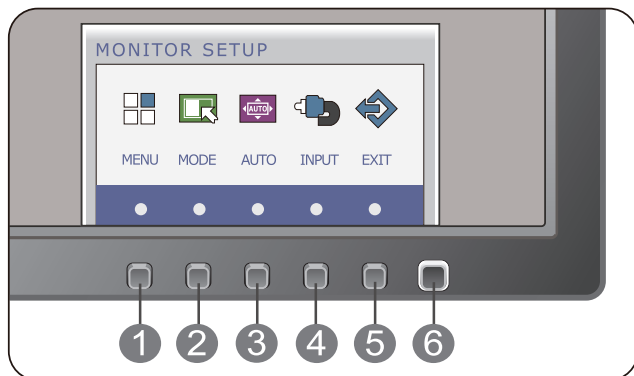 MONITOR SETUP
AUTO
MENU MODE AUTO INPUT EXIT
1 2 3 4 5 6